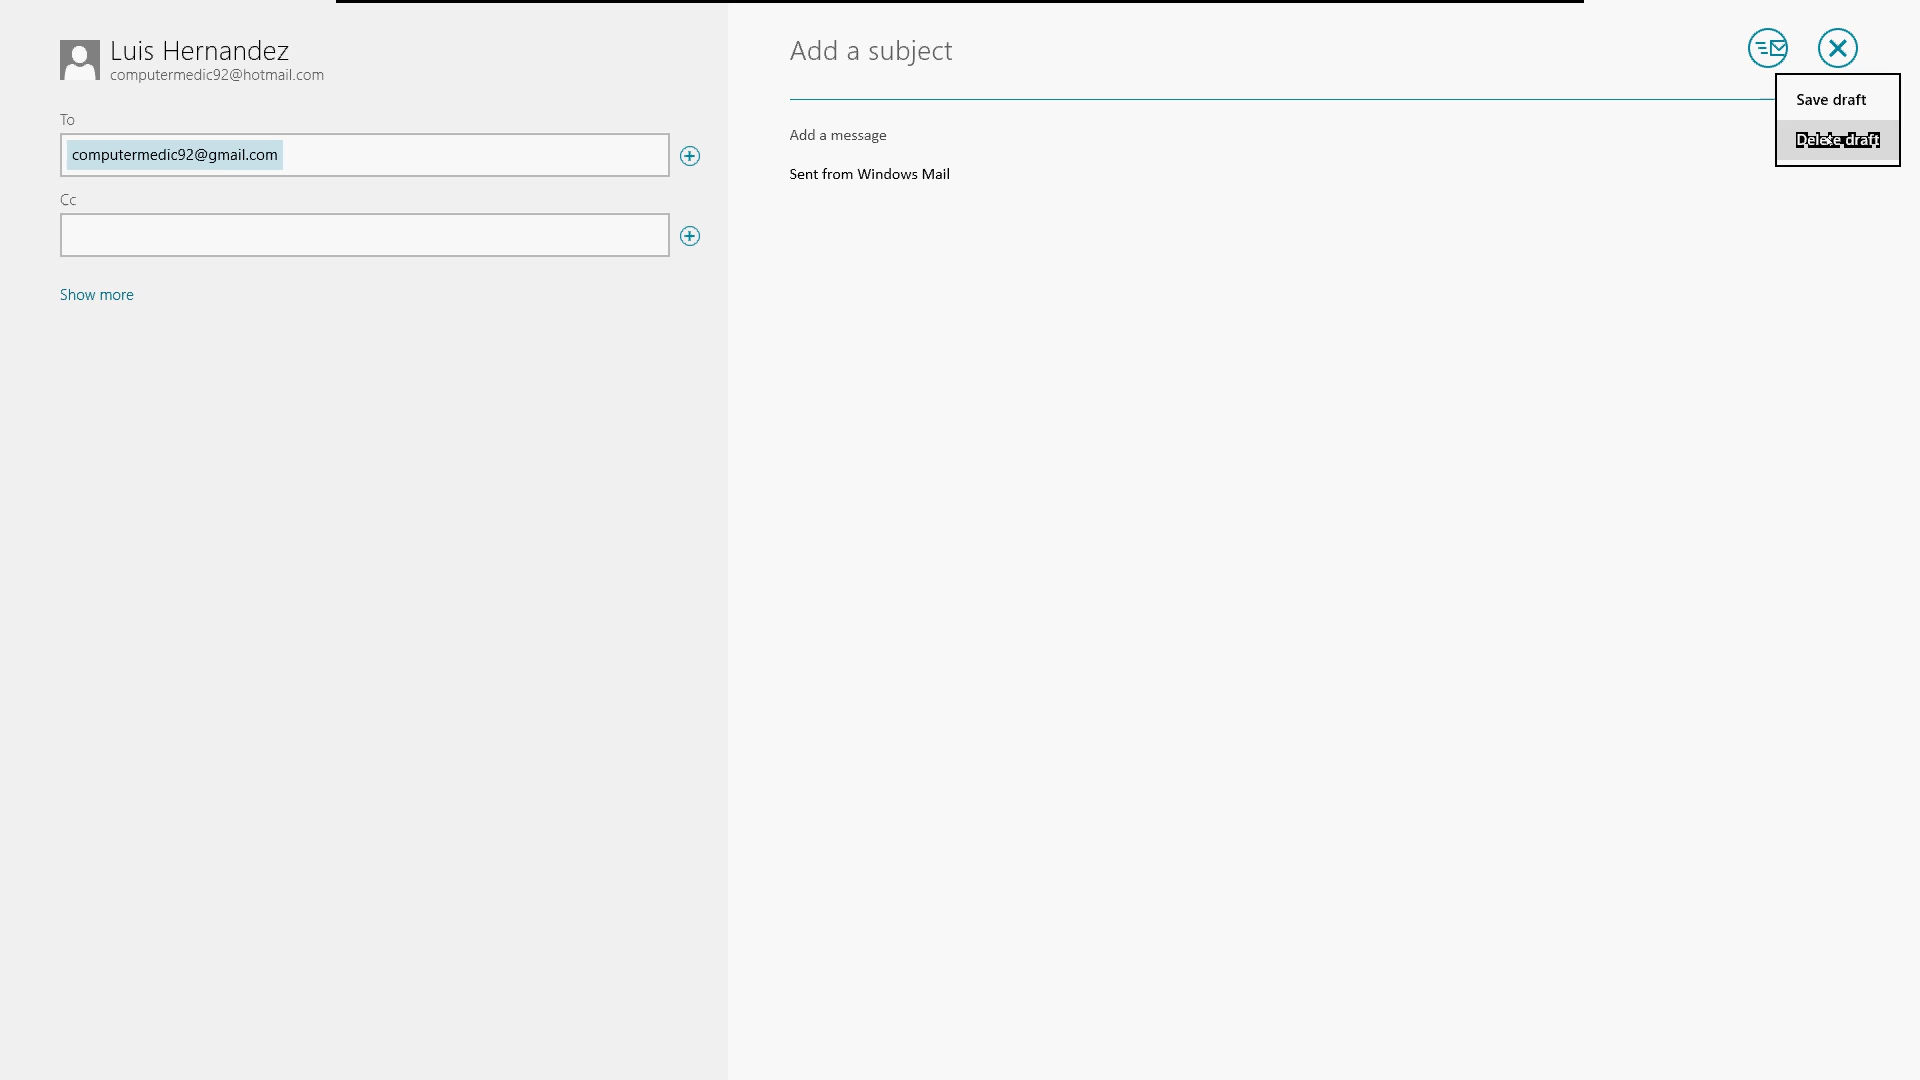 Luis Hernandez
computermedic92@hotmail.com
To
computermedic92@gmail.com
Cc
Show more
Add a subject
Add a message
Sent from Windows Mail
Save draft
Delete draft